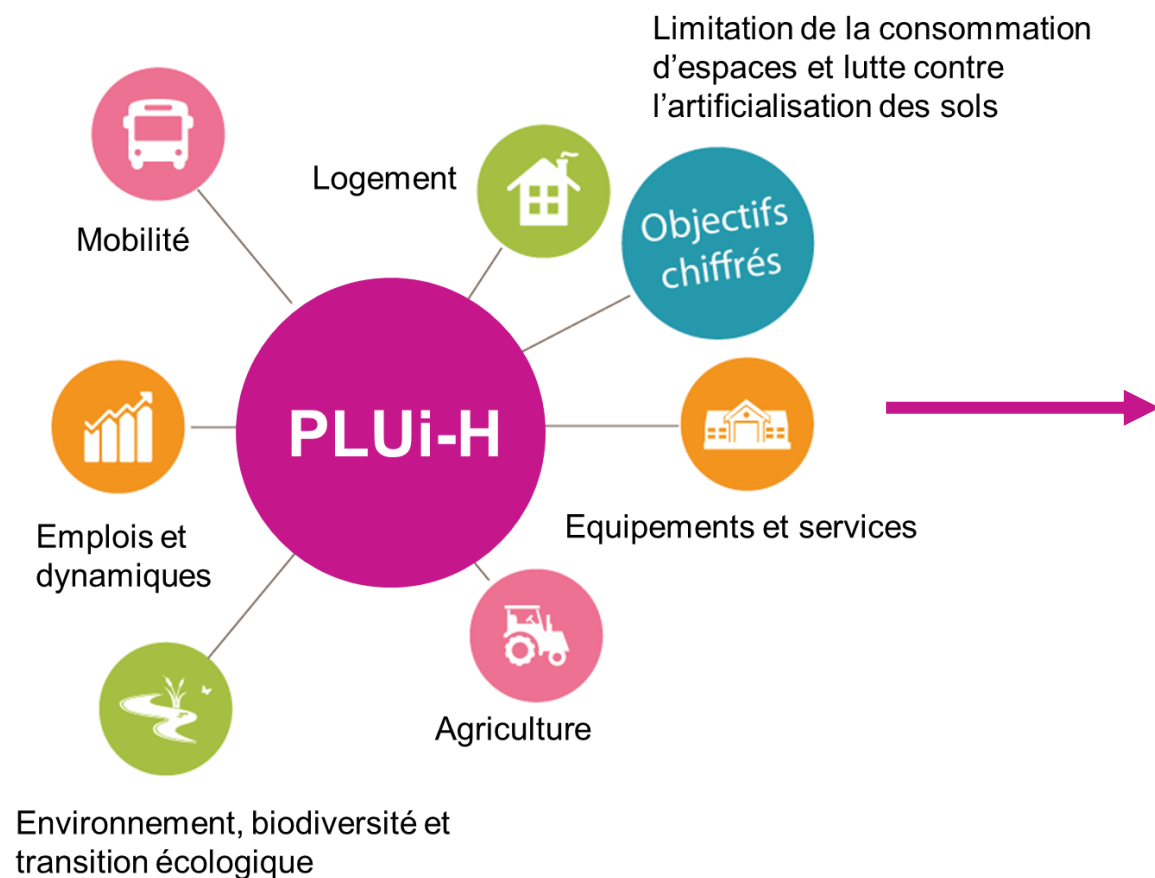 Limitation de la consommation
d’espaces et lutte contre
l’artificialisation des sols
Logement
Objectifs
chiffrés
Mobilité
PLUi-H
Emplois et
dynamiques
Equipements et services
Agriculture
Environnement, biodiversité et
transition écologique